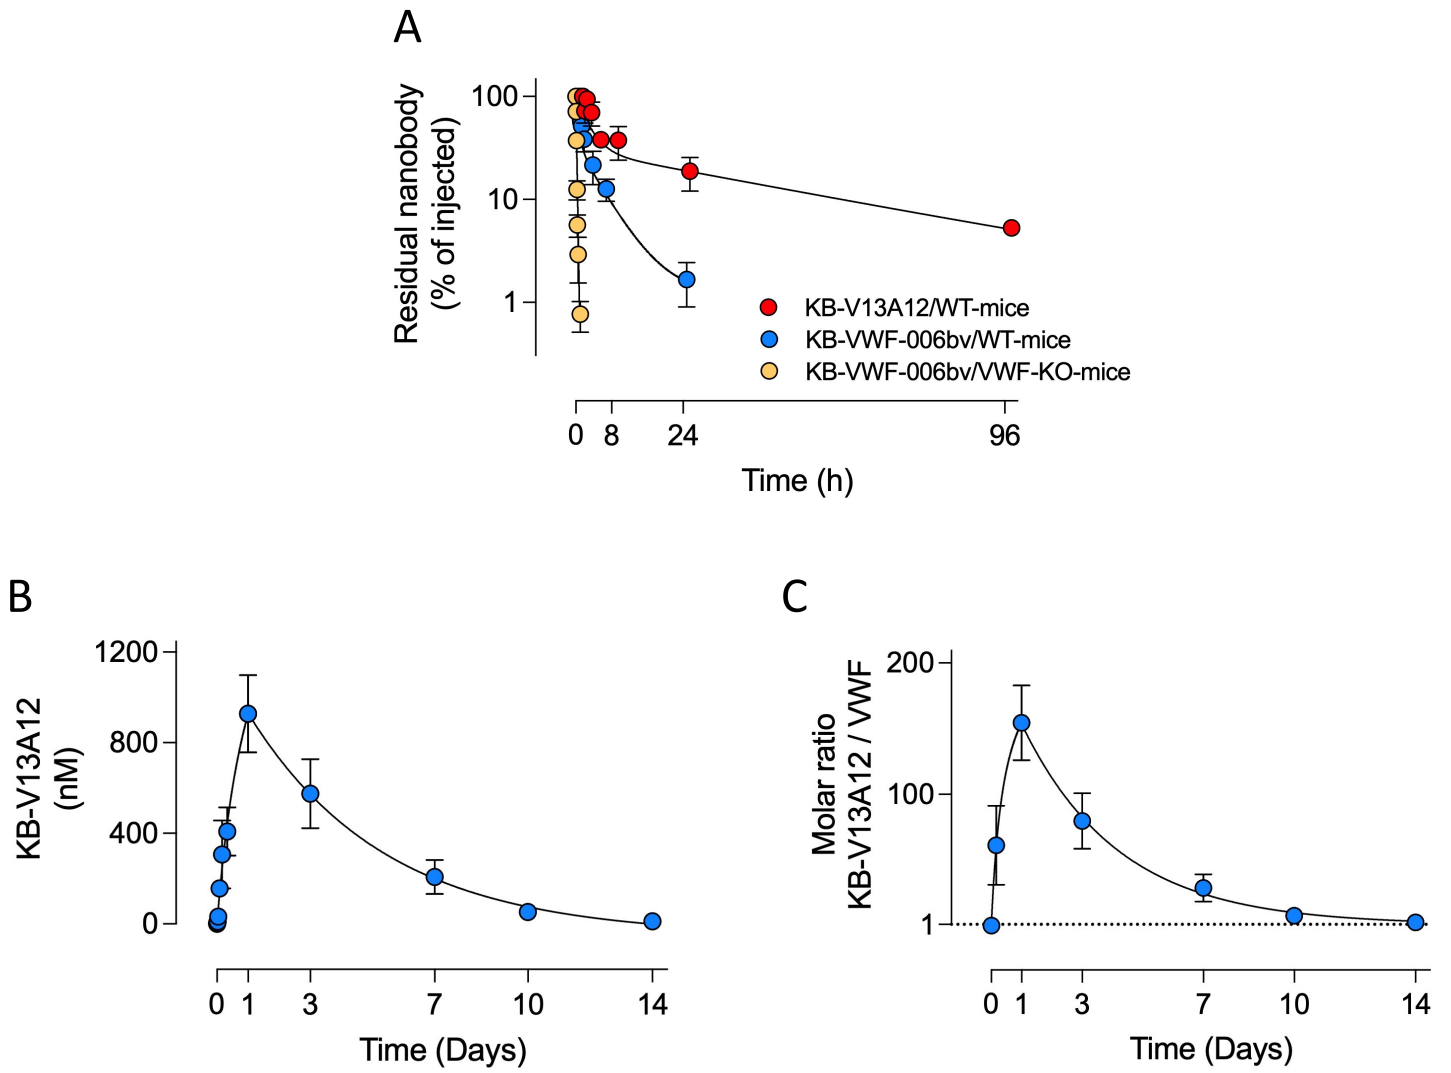 A
Residual nanobody
(% of injected)
100
10
1
KB-V13A12/WT-mice
KB-VWF-006bv/WT-mice
KB-VWF-006bv/VWF-KO-mice
0 8 24 96
Time (h)
B
KB-V13A12
(nM)
1200
800
400
0
0 1 3 7 10 14
Time (Days)
C
Molar ratio
KB-V13A12 / VWF
200
100
1
0 1 3 7 10 14
Time (Days)